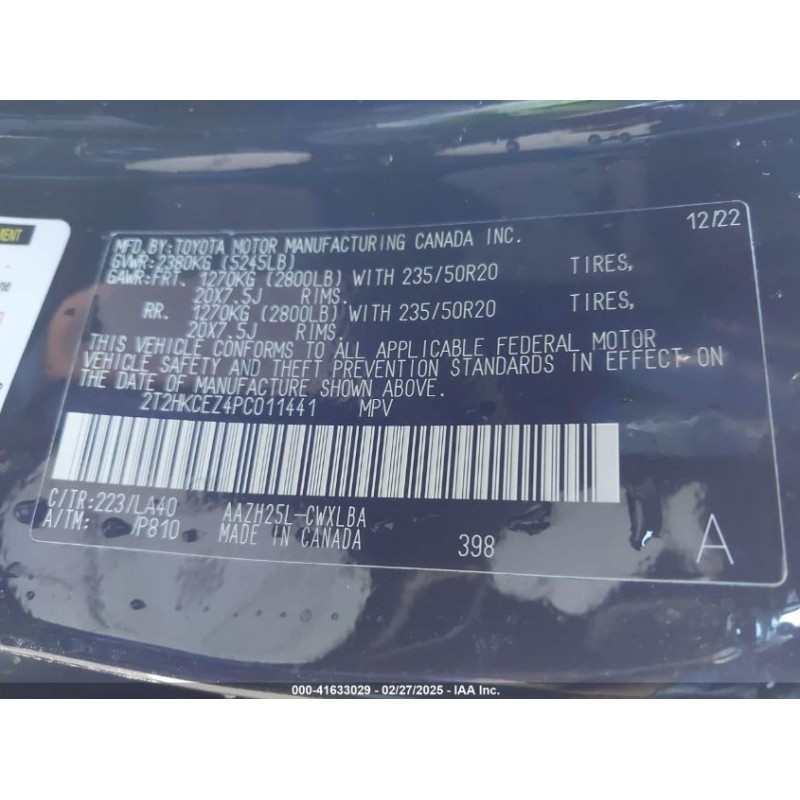 MENT
ne
12/22
MFD.BY:TOYOTA MOTOR MANUFACTURING CANADA INC.
GVWR:2380KG (5245LB)
GAWR:FRT. 1270KG (2800LB) WITH 235/50R20 TIRES,
20X7.5J RIMS.
RR. 1270KG (2800LB) WITH 235/50R20 TIRES,
20X7.5J RIMS.
THIS VEHICLE CONFORMS TO ALL APPLICABLE FEDERAL MOTOR
VEHICLE SAFETY AND THEFT PREVENTION STANDARDS IN EFFECT ON
THE DATE OF MANUFACTURE SHOWN ABOVE.
2T2HKCEZ4PC011441 MPV
C/TR:223/LA40 AAZH25L-CWXLBA
A/TM: /P810 MADE IN CANADA 398 A
000-41633029 - 02/27/2025 - IAA Inc.